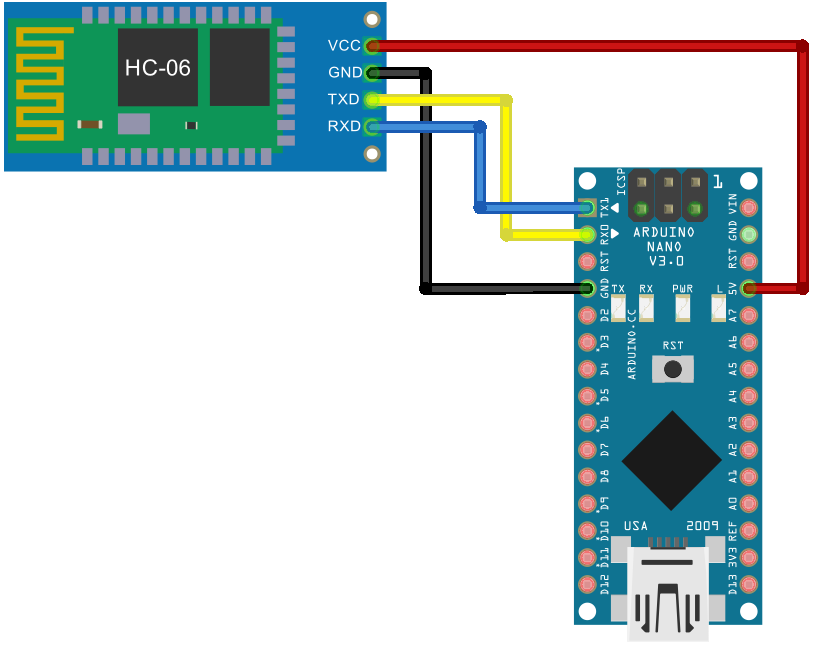 HC-06
VCC
GND
TXD
RXD
ICSP
1
TX1
RX0
RST
GND
D2
D3
D4
D5
D6
D7
D8
D9
D10
D11
D12
ARDUINO
NANO
V3.0
TX RX PWR L
ARDUINO.CC
RST
USA 2009
VIN
GND
RST
5V
A7
A6
A5
A4
A3
A2
A1
A0
REF
3V3
D13